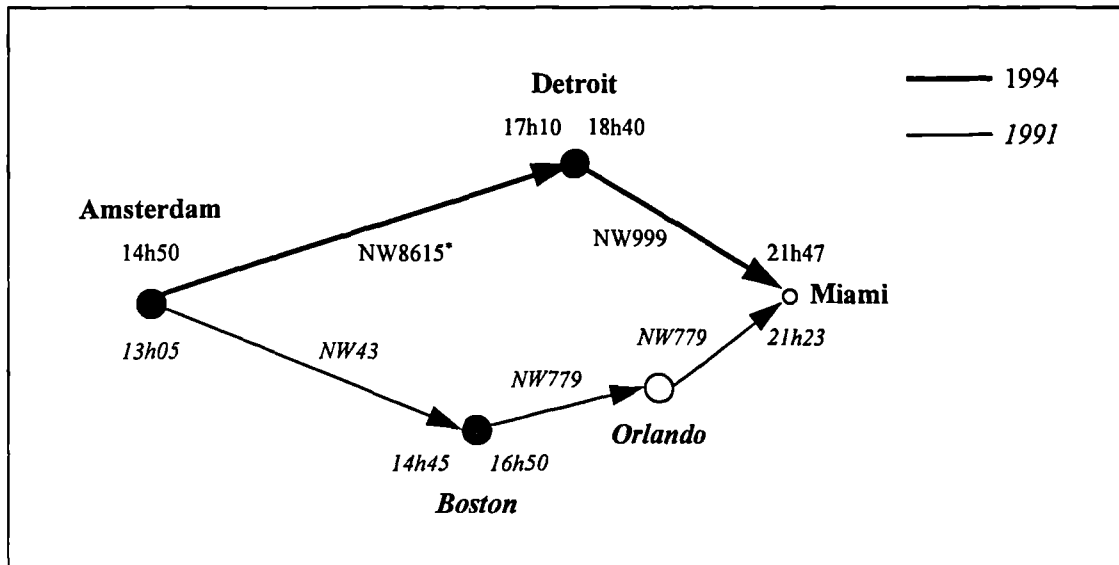 1994
Detroit
1991
17h10 18h40
Amsterdam
14h50
NW8615*
NW999
21h47
Miami
13h05
NW43
NW779
21h23
NW779
Orlando
14h45 16h50
Boston